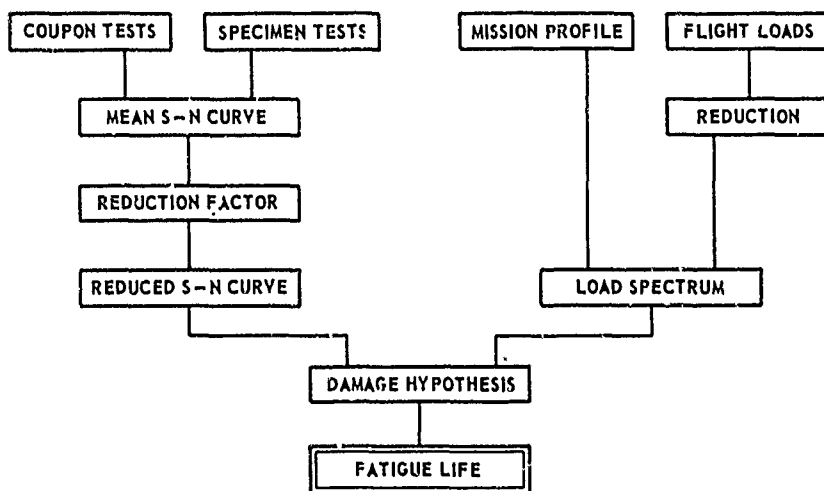 COUPON TESTS
SPECIMEN TESTS
MISSION PROFILE
FLIGHT LOADS
MEAN S-N CURVE
REDUCTION
REDUCTION FACTOR
REDUCED S-N CURVE
LOAD SPECTRUM
DAMAGE HYPOTHESIS
FATIGUE LIFE